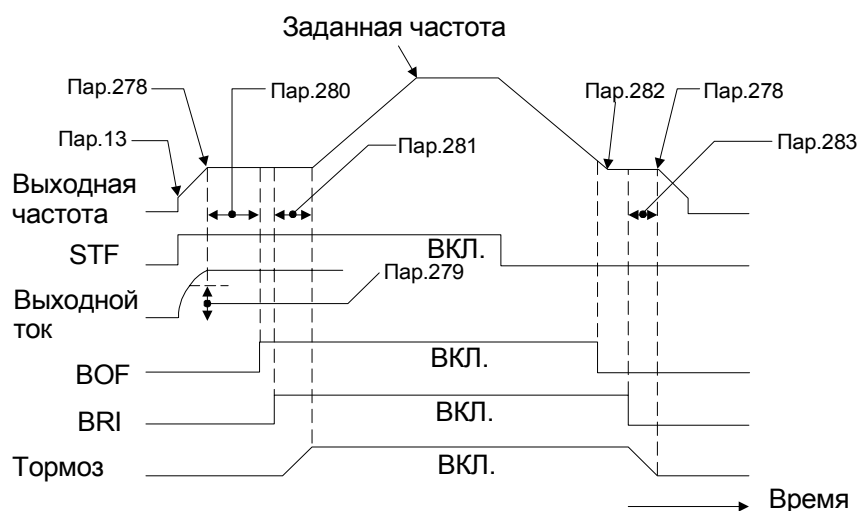 Заданная частота
Пар.278
Пар.280
Пар.282
Пар.278
Пар.13
Пар.281
Пар.283
Выходная
частота
STF
ВКЛ.
Пар.279
Выходной
ток
BOF
ВКЛ.
BRI
ВКЛ.
Тормоз
ВКЛ.
Время